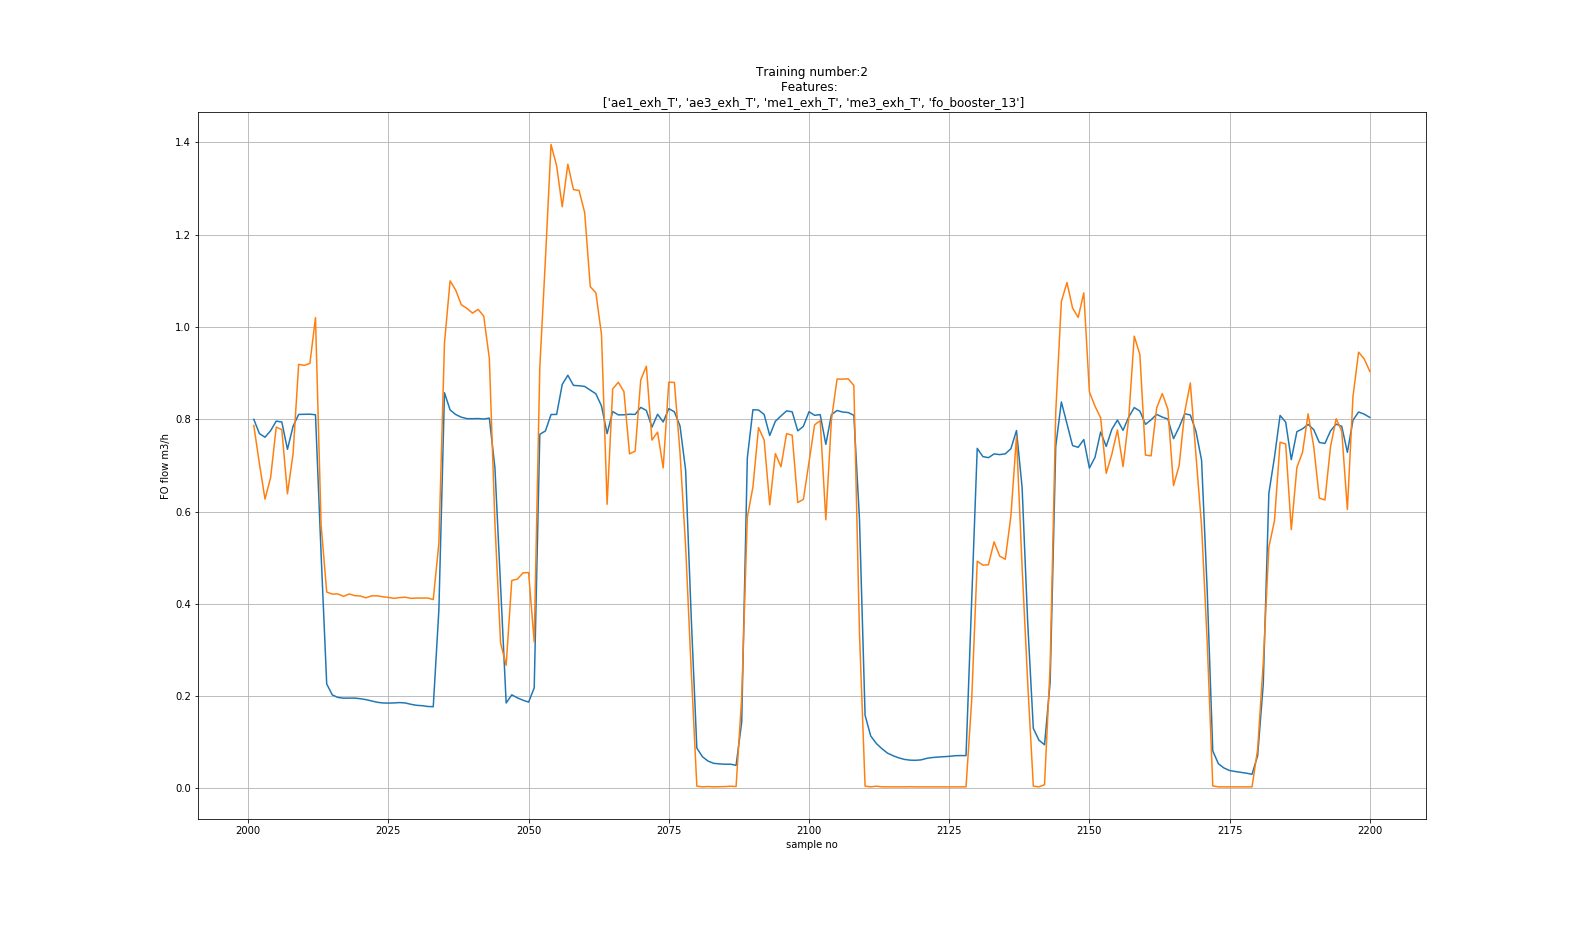 Training number:2
Features:
['ae1_exh_T', 'ae3_exh_T', 'me1_exh_T', 'me3_exh_T', 'fo_booster_13']
1.4
1.2
1.0
0.8
0.6
0.4
0.2
0.0
FO flow m3/h
2000 2025 2050 2075 2100 2125 2150 2175 2200
sample no